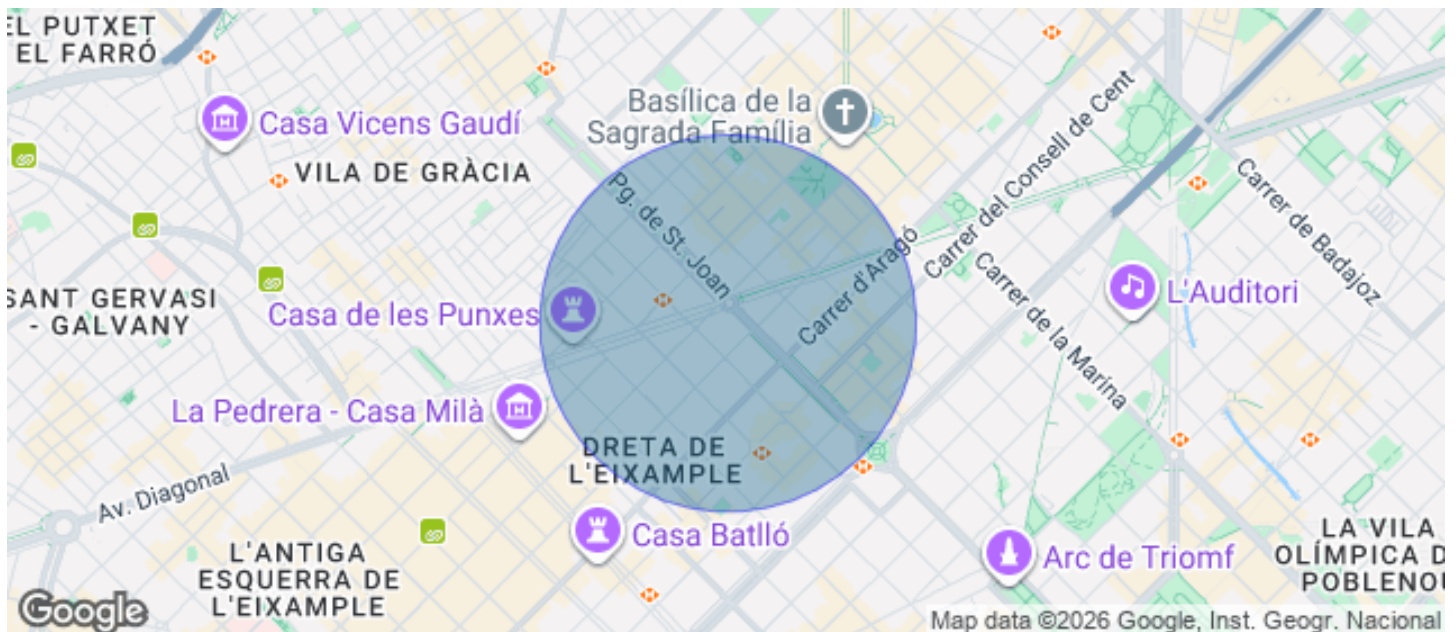 EL PUTXET
EL FARRÓ
Casa Vicens Gaudí
VILA DE GRÀCIA
Basílica de la
Sagrada Família
Carrer del Consell de Cent
Carrer de Badajoz
Pg. de St. Joan
Carrer d'Aragó
Carrer de la Marina
L'Auditori
SANT GERVASI
- GALVANY
Casa de les Punxes
La Pedrera - Casa Milà
DRETA DE
L'EIXAMPLE
Av. Diagonal
Casa Batlló
L'ANTIGA
ESQUERRA DE
L'EIXAMPLE
Arc de Triomf
LA VILA
OLÍMPICA D
POBLENOU
Google
Map data ©2026 Google, Inst. Geogr. Nacional